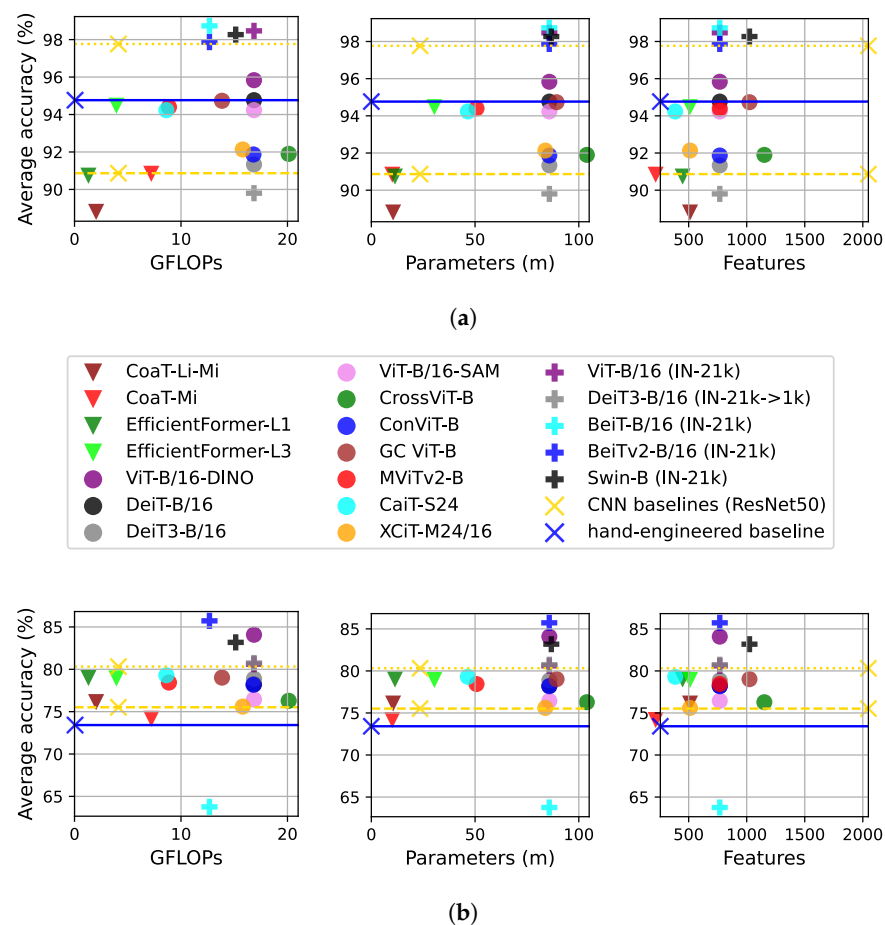 Average accuracy (%)
98
96
94
92
90
0 10 20
GFLOPs
98
96
94
92
90
0 50 100
Parameters (m)
98
96
94
92
90
500 1000 1500 2000
Features
(a)
CoaT-Li-Mi
CoaT-Mi
EfficientFormer-L1
EfficientFormer-L3
ViT-B/16-DINO
DeiT-B/16
DeiT3-B/16
ViT-B/16-SAM
CrossViT-B
ConViT-B
GC ViT-B
MViTv2-B
CaiT-S24
XCiT-M24/16
ViT-B/16 (IN-21k)
DeiT3-B/16 (IN-21k->1k)
BeiT-B/16 (IN-21k)
BeiTv2-B/16 (IN-21k)
Swin-B (IN-21k)
CNN baselines (ResNet50)
hand-engineered baseline
Average accuracy (%)
85
80
75
70
65
0 10 20
GFLOPs
85
80
75
70
65
0 50 100
Parameters (m)
85
80
75
70
65
500 1000 1500 2000
Features
(b)